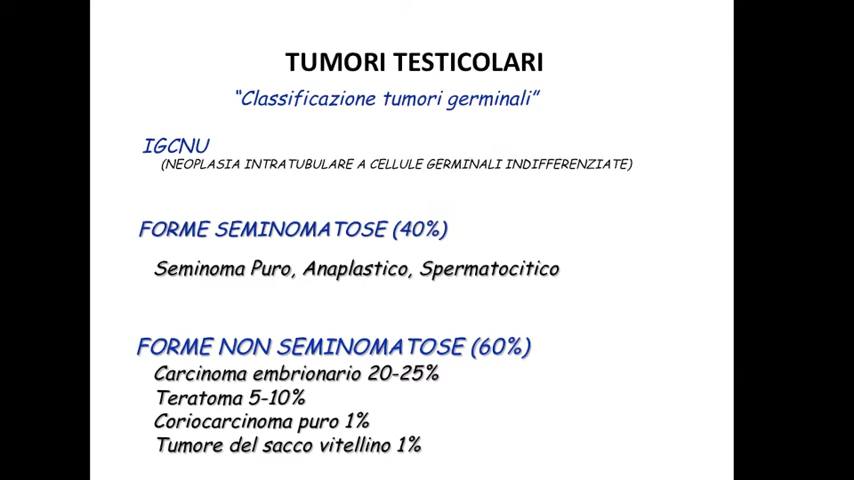 TUMORI TESTICOLARI
"Classificazione tumori germinali"
IGCNU
(NEOPLASIA INTRATUBULARE A CELLULE GERMINALI INDIFFERENZIATE)
FORME SEMINOMATOSE (40%)
Seminoma Puro, Anaplastico, Spermatocitico
FORME NON SEMINOMATOSE (60%)
Carcinoma embrionario 20-25%
Teratoma 5-10%
Coriocarcinoma puro 1%
Tumore del sacco vitellino 1%